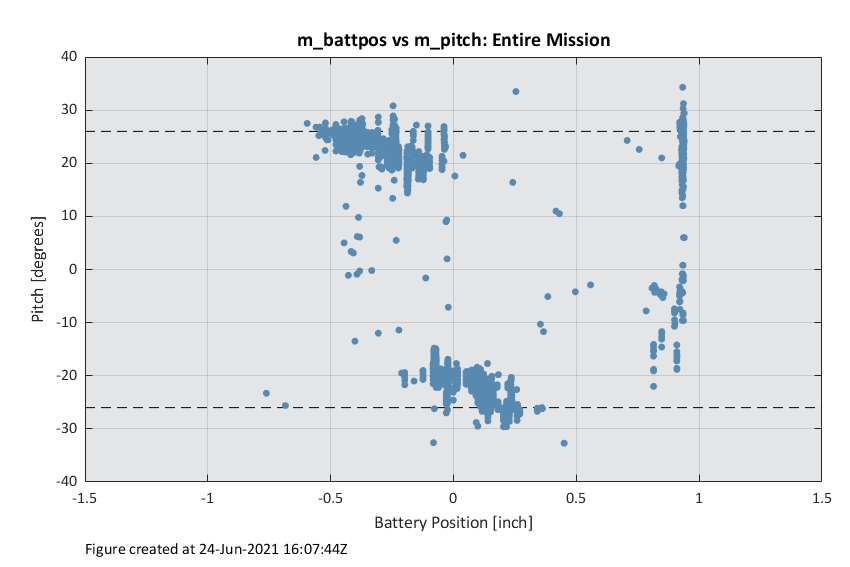 m_battpos vs m_pitch: Entire Mission
40
30
20
10
0
-10
-20
-30
-40
Pitch [degrees]
-1.5 -1 -0.5 0 0.5 1 1.5
Battery Position [inch]
Figure created at 24-Jun-2021 16:07:44Z